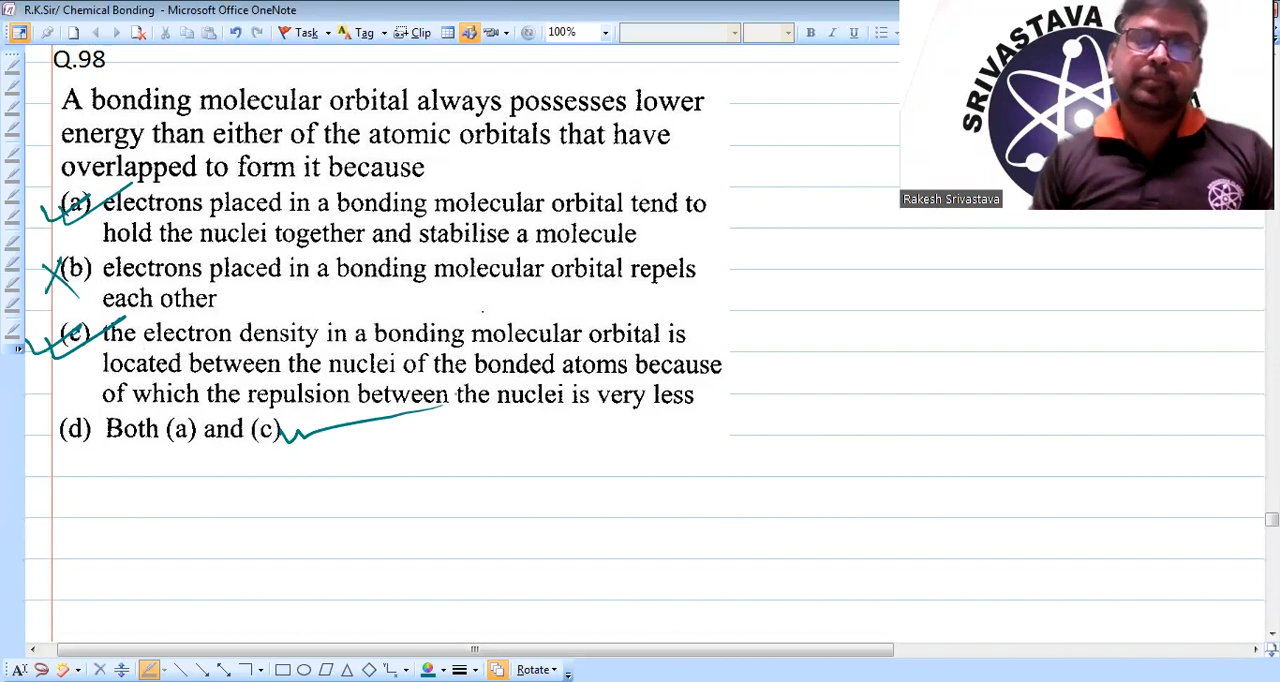 R.K.Sir/ Chemical Bonding - Microsoft Office OneNote
Task
Tag
Clip
100%
B I U
Q.98
A bonding molecular orbital always possesses lower
energy than either of the atomic orbitals that have
overlapped to form it because
(a) electrons placed in a bonding molecular orbital tend to
hold the nuclei together and stabilise a molecule
(b) electrons placed in a bonding molecular orbital repels
each other
(c) the electron density in a bonding molecular orbital is
located between the nuclei of the bonded atoms because
of which the repulsion between the nuclei is very less
(d) Both (a) and (c)
SRIVASTAVA
Rakesh Srivastava
Rotate